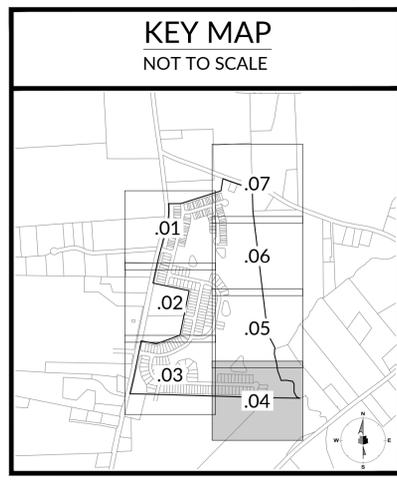 KEY MAP
NOT TO SCALE
.07
.01
.06
.02
.05
.03
.04
N
W E
S